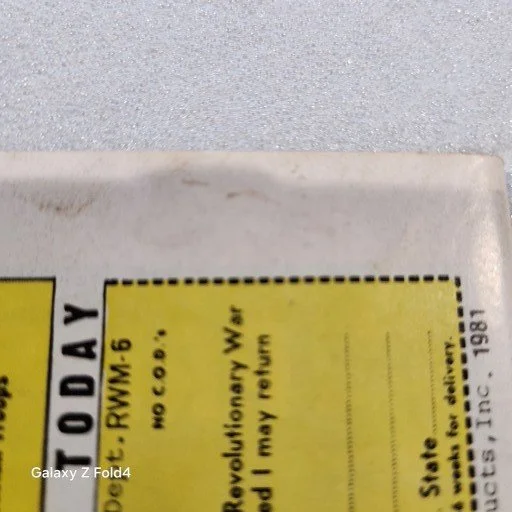 TODAY
Dept. RWM-6
NO C.O.D.'s
Revolutionary War
ed I may return
State
6 weeks for delivery.
ucts, Inc. 1981
Galaxy Z Fold4